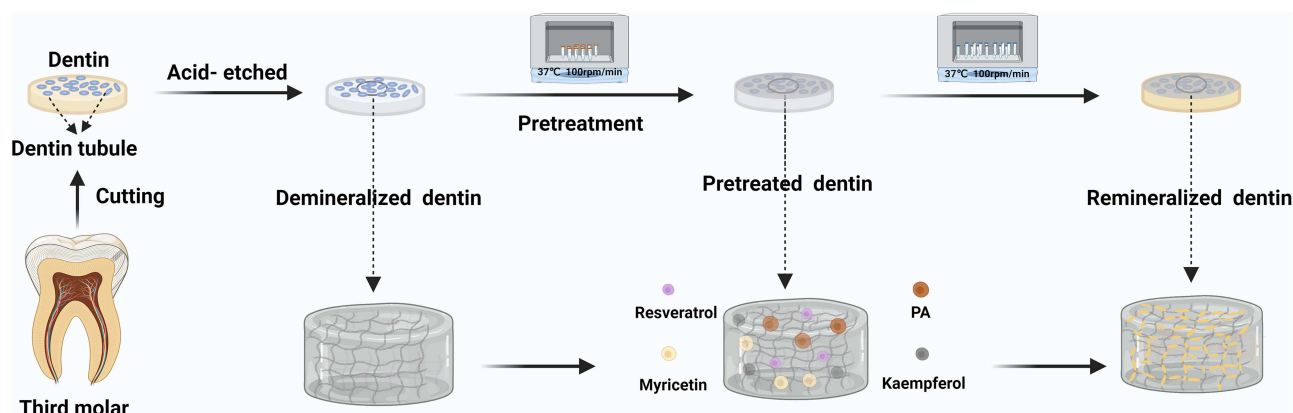 Dentin
Acid- etched
37℃ 100rpm/min
37℃ 100rpm/min
Pretreatment
Dentin tubule
Cutting
Demineralized dentin
Pretreated dentin
Remineralized dentin
Resveratrol
PA
Myricetin
Kaempferol
Third molar